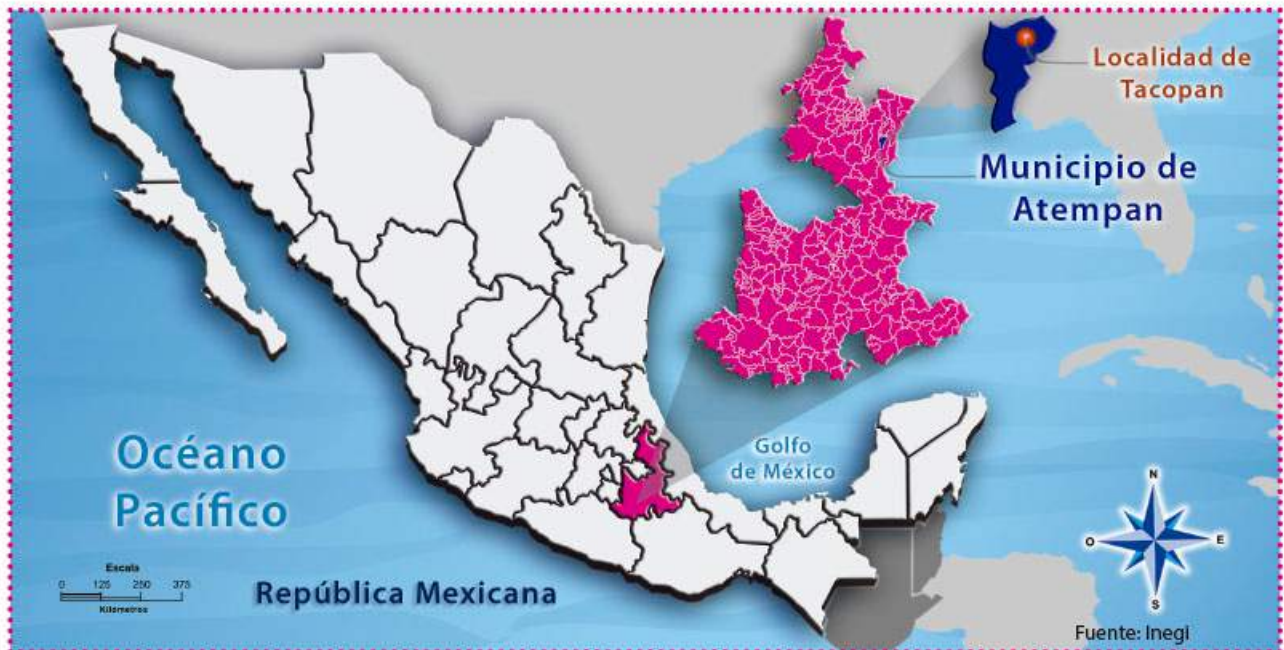 Localidad de
Tacopan
Municipio de
Atempan
Golfo
de México
Océano
Pacífico
Escala
0 125 250 375
Kilómetros
República Mexicana
N
O E
S
Fuente: Inegi